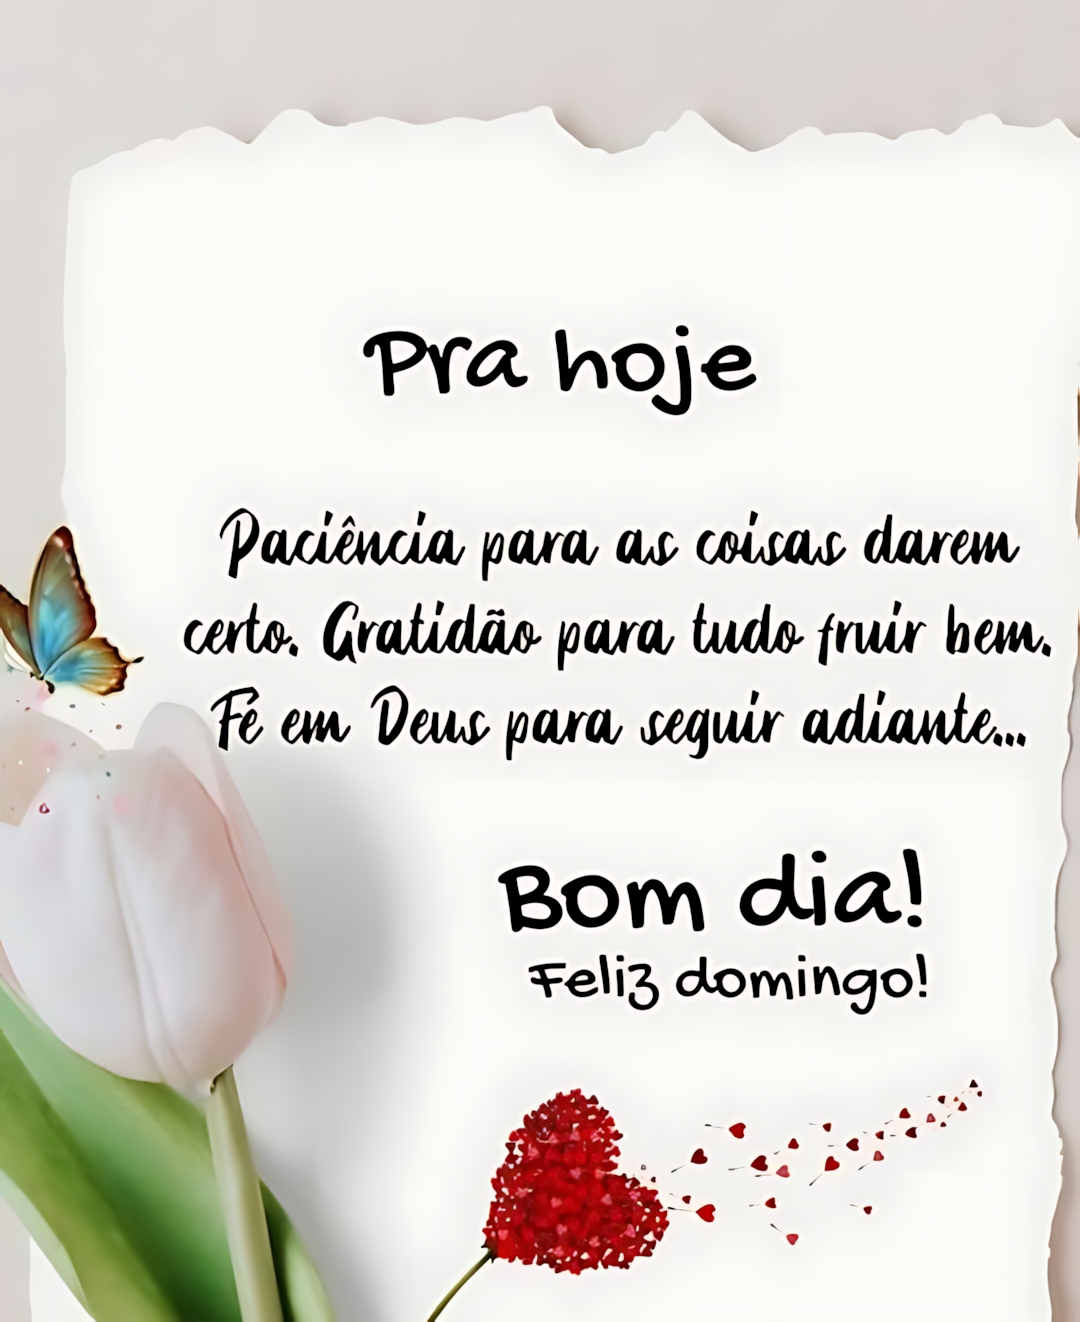 Pra hoje
Paciência para as coisas darem
certo. Gratidão para tudo fruir bem.
Fé em Deus para seguir adiante...
Bom dia!
Feliz domingo!